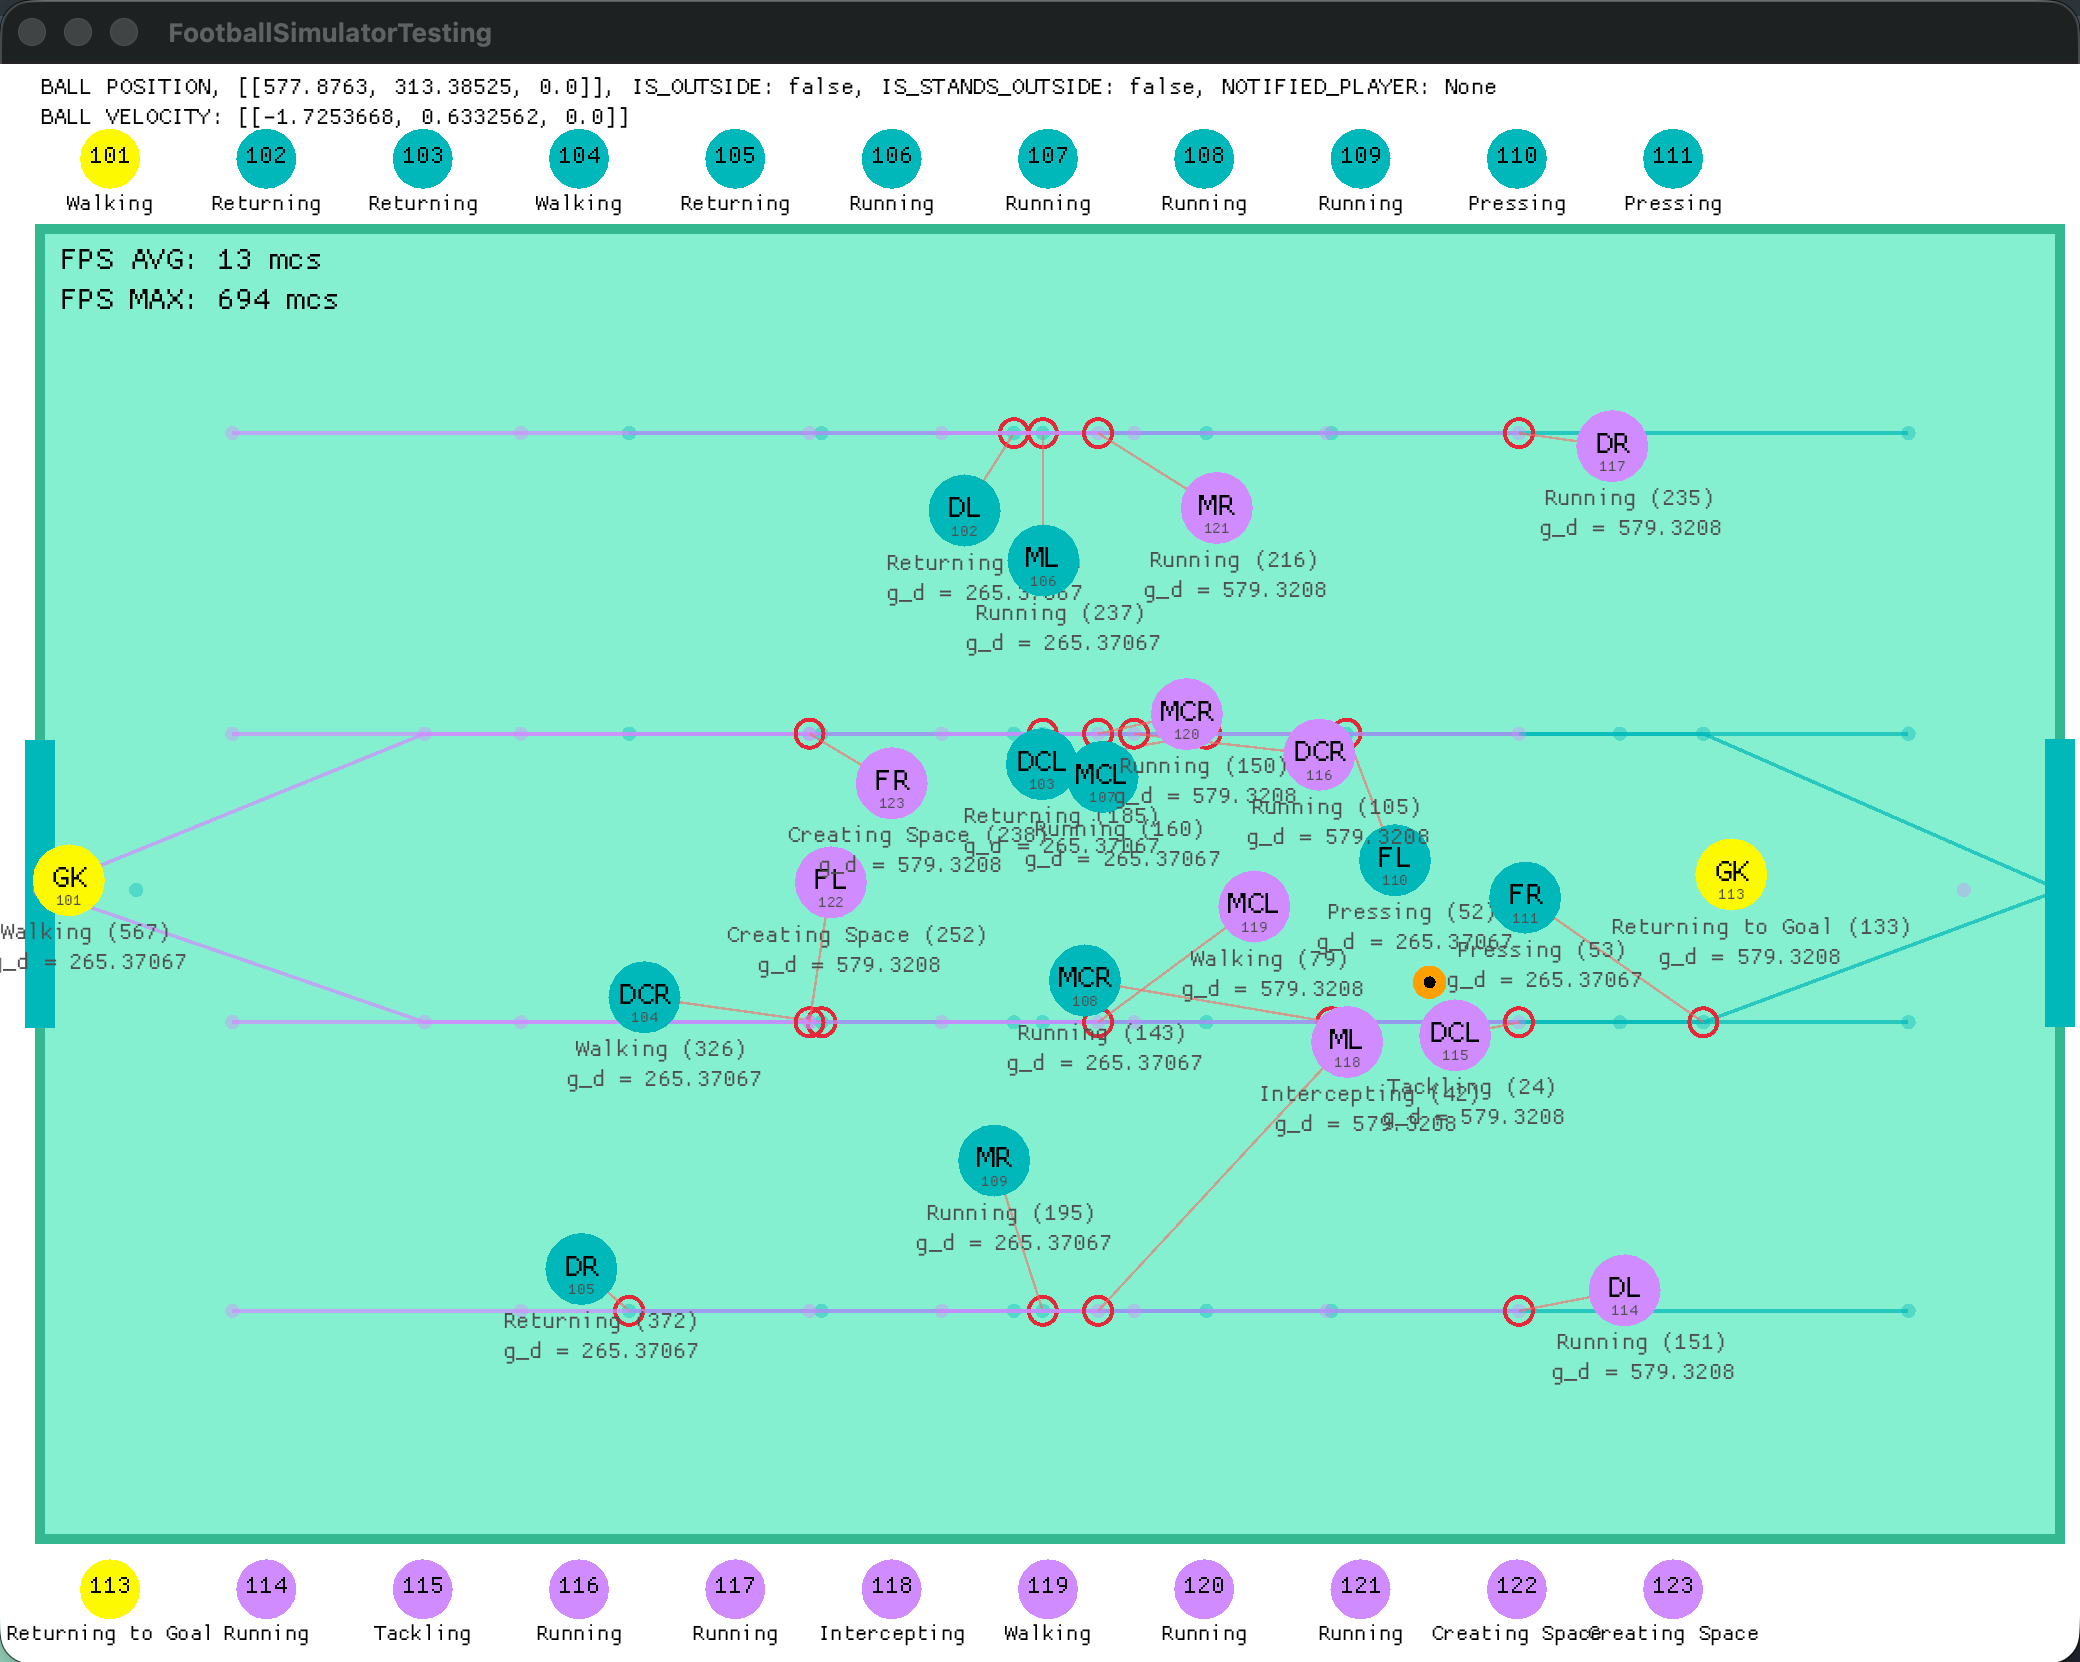 FootballSimulatorTesting
BALL POSITION, [[577.8763, 313.38525, 0.0]], IS_OUTSIDE: false, IS_STANDS_OUTSIDE: false, NOTIFIED_PLAYER: None
BALL VELOCITY: [[-1.7253668, 0.6332562, 0.0]]
101 102 103 104 105 106 107 108 109 110 111
Walking Returning Returning Walking Returning Running Running Running Running Pressing Pressing
FPS AVG: 13 mcs
FPS MAX: 694 mcs
DR
117
Running (235)
g_d = 579.3208
DL
102
Returning
g_d = 265.37067
MR
121
Running (216)
g_d = 579.3208
ML
106
Running (237)
g_d = 265.37067
MCR
120
Running (150)
g_d = 579.3208
DCR
116
Running (105)
g_d = 579.3208
DCL
103
Returning (185)
g_d = 265.37067
MCL
107
Running (160)
g_d = 265.37067
FR
123
Creating Space (238)
g_d = 579.3208
FL
122
Creating Space (252)
g_d = 579.3208
FL
110
Pressing (52)
g_d = 265.37067
FR
111
Pressing (53)
g_d = 265.37067
GK
113
Returning to Goal (133)
g_d = 579.3208
GK
101
Walking (567)
g_d = 265.37067
MCL
119
Walking (79)
g_d = 579.3208
DCR
104
Walking (326)
g_d = 265.37067
MCR
108
Running (143)
g_d = 265.37067
ML
118
Intercepting (42)
g_d = 579.3208
DCL
115
Tackling (24)
g_d = 579.3208
MR
109
Running (195)
g_d = 265.37067
DR
105
Returning (372)
g_d = 265.37067
DL
114
Running (151)
g_d = 579.3208
113 114 115 116 117 118 119 120 121 122 123
Returning to Goal Running Tackling Running Running Intercepting Walking Running Running Creating Space Creating Space